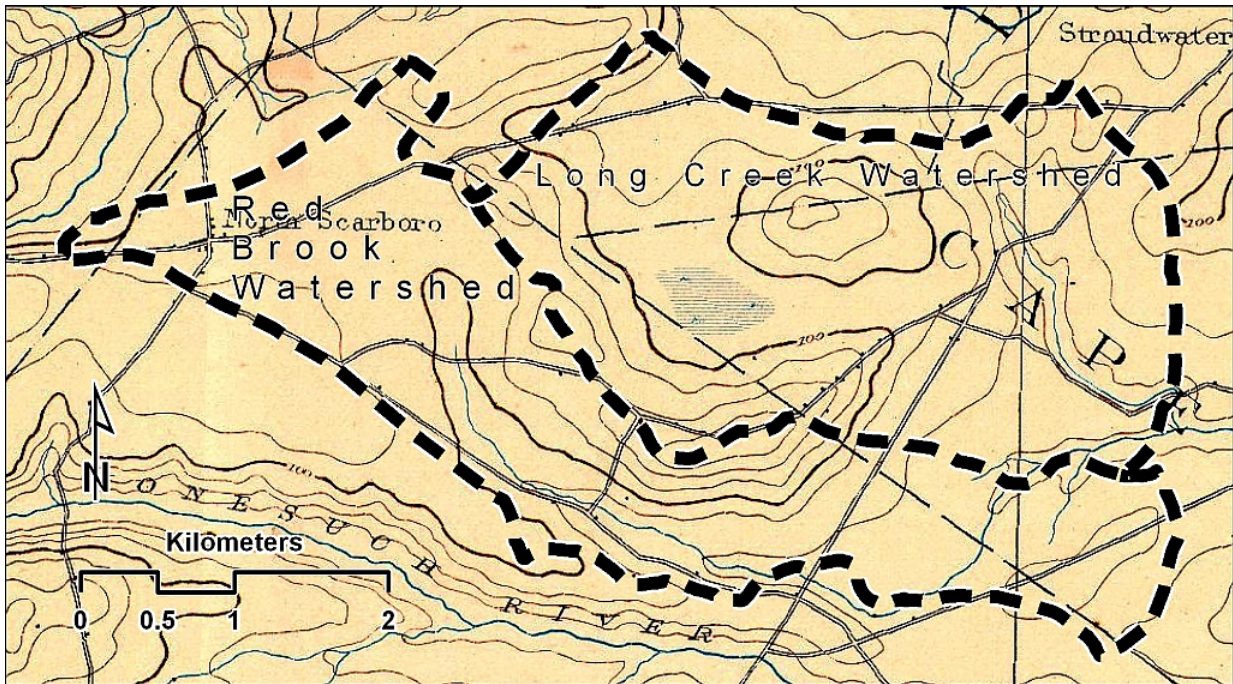 Stroudwater
Long Creek Watershed
100
100
Red
North Scarboro
Brook
Watershed
C A P E
100
100
N
ONESUCH RIVER
Kilometers
0 0.5 1 2